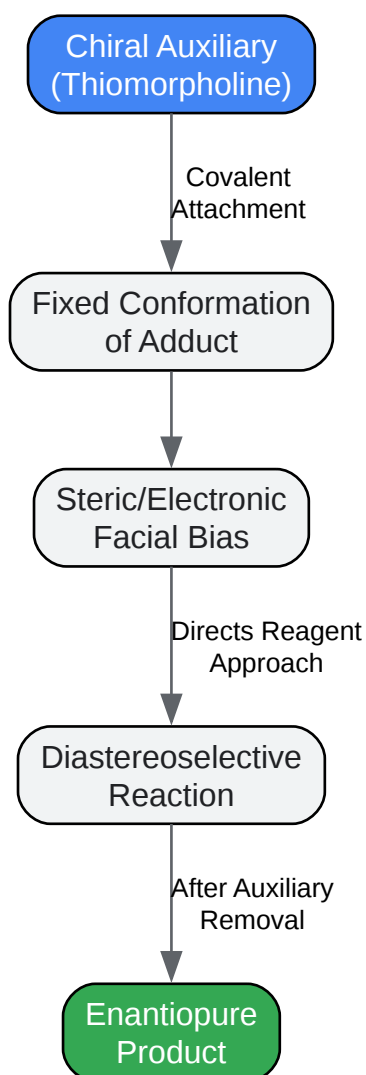 Chiral Auxiliary
(Thiomorpholine)
Covalent
Attachment
Fixed Conformation
of Adduct
Steric/Electronic
Facial Bias
Directs Reagent
Approach
Diastereoselective
Reaction
After Auxiliary
Removal
Enantiopure
Product